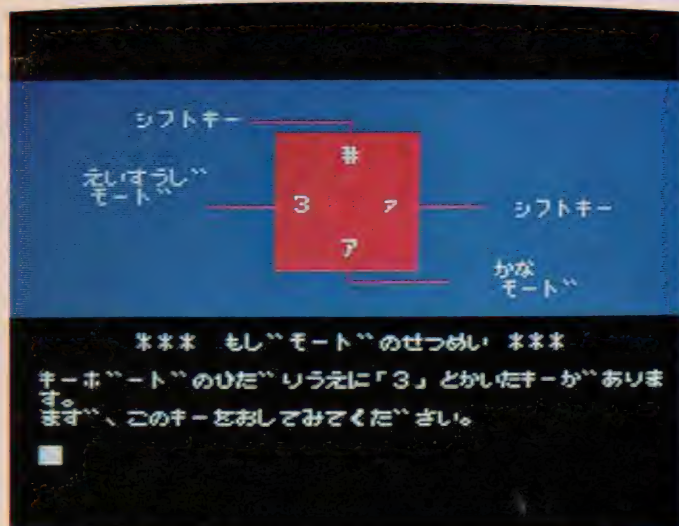 シフトキー
#
えいすうじ
モード
3
ァ
シフトキー
ア
かな
モード
*** もじモードのせつめい ***
キーボードのひだりうえに「3」とかいたキーがありま
す。
まず、このキーをおしてみてください。